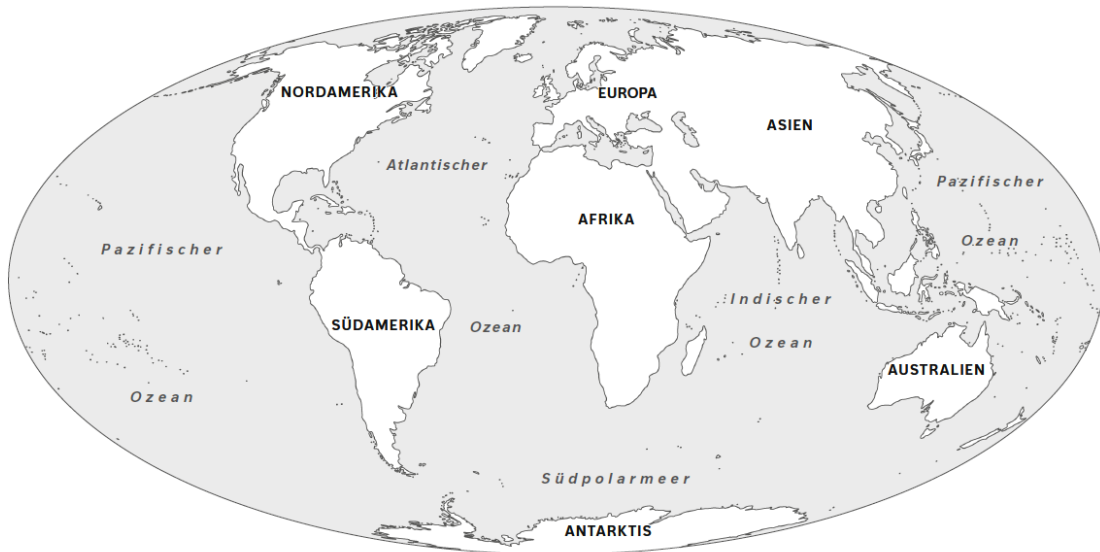 NORDAMERIKA
EUROPA
ASIEN
Atlantischer
Pazifischer
AFRIKA
Pazifischer
Ozean
Indischer
SÜDAMERIKA
Ozean
Ozean
AUSTRALIEN
Ozean
Südpolarmeer
ANTARKTIS